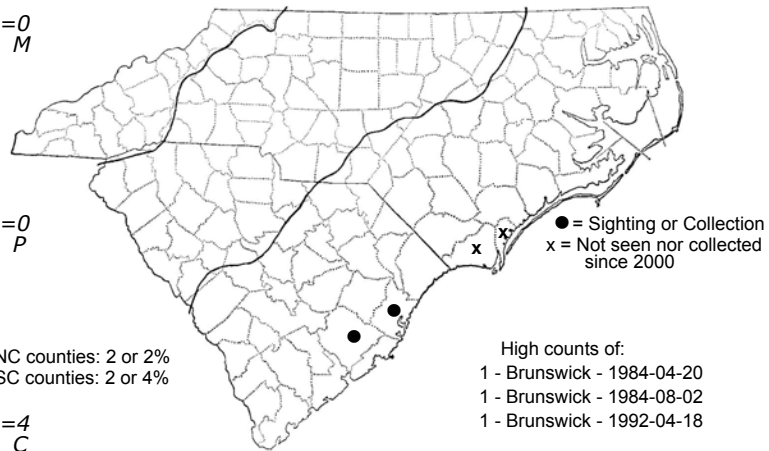 =0
M
=0
P
● = Sighting or Collection
x = Not seen nor collected
since 2000
x
x
NC counties: 2 or 2%
SC counties: 2 or 4%
High counts of:
1 - Brunswick - 1984-04-20
1 - Brunswick - 1984-08-02
1 - Brunswick - 1992-04-18
=4
C